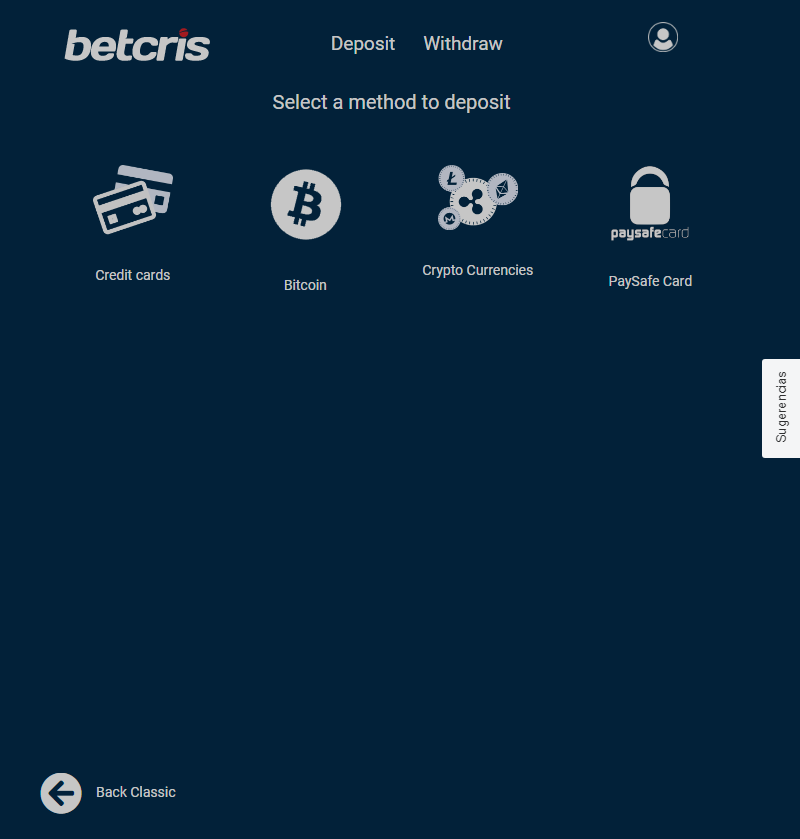 betcris
Deposit
Withdraw
Select a method to deposit
paysafecard
Credit cards
Bitcoin
Crypto Currencies
PaySafe Card
Sugerencias
Back Classic